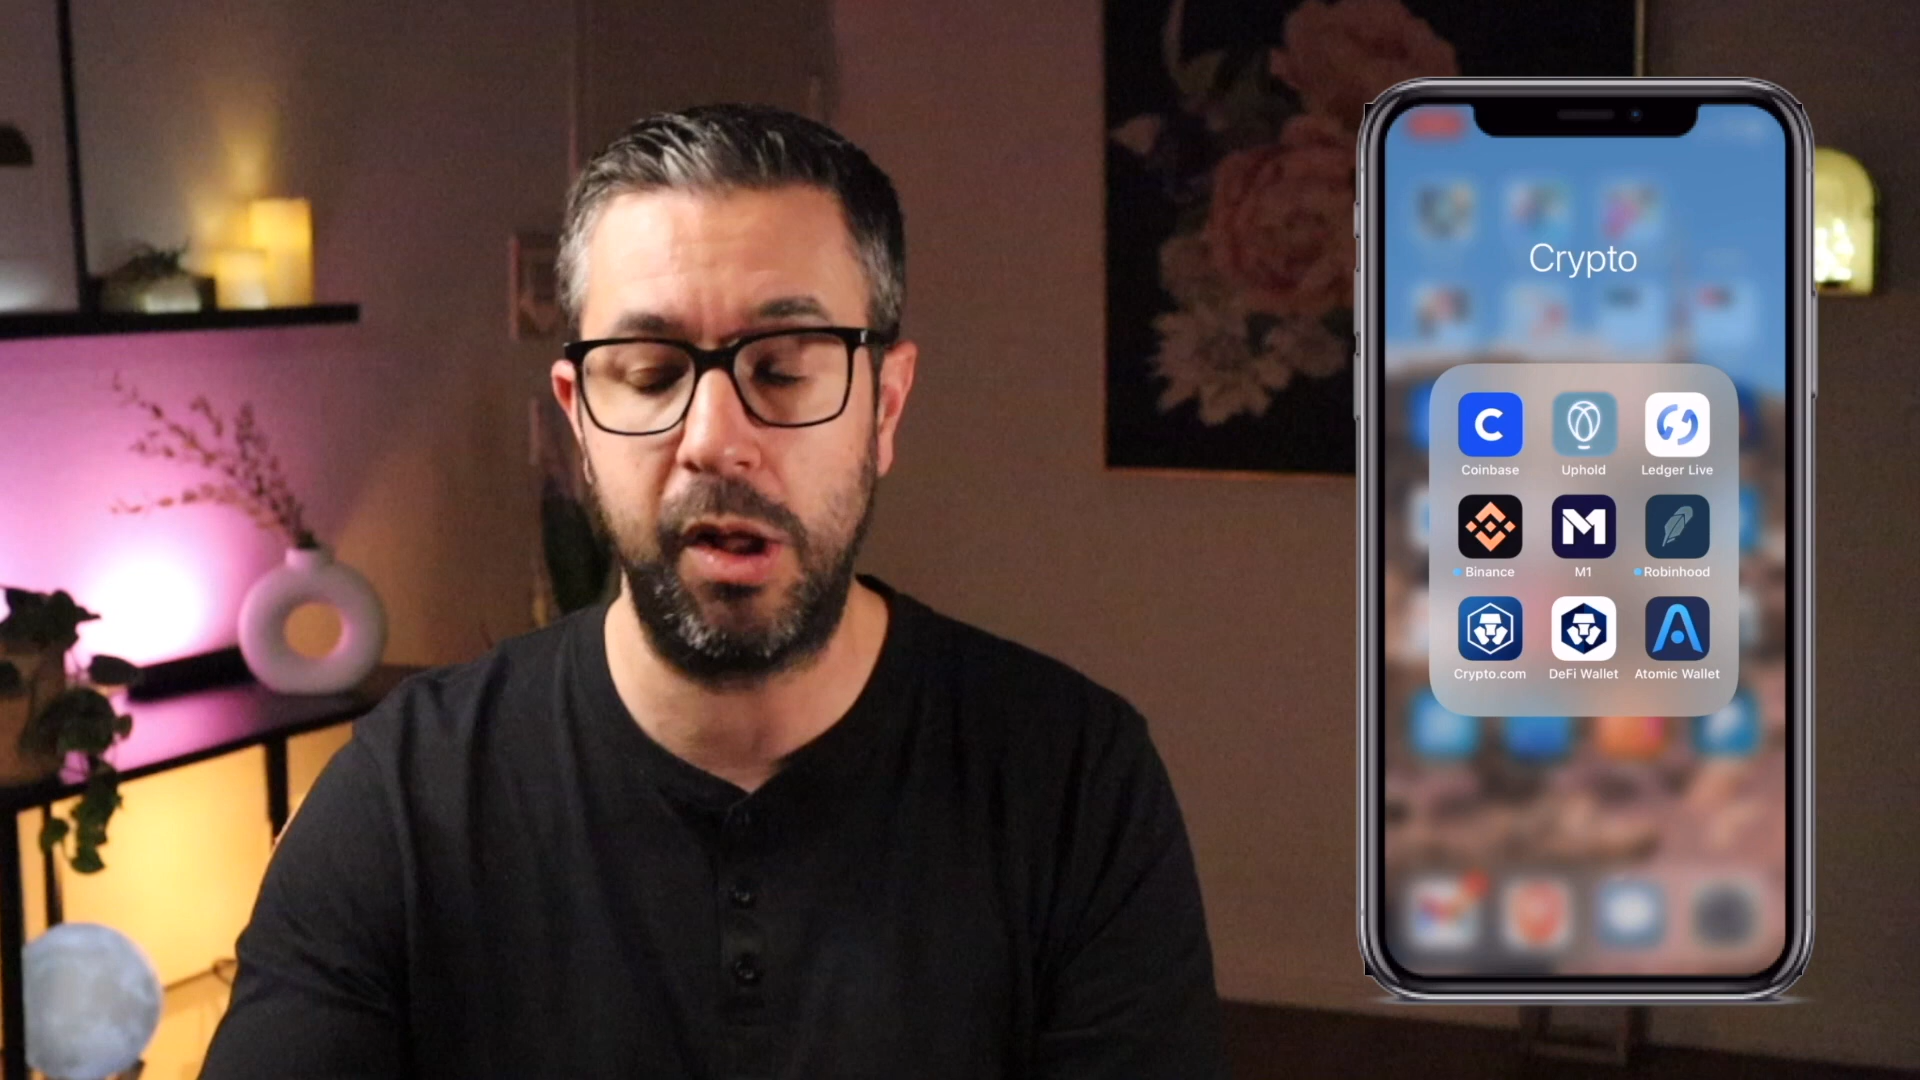 Crypto
Coinbase Uphold Ledger Live
Binance M1 Robinhood
Crypto.com DeFi Wallet Atomic Wallet